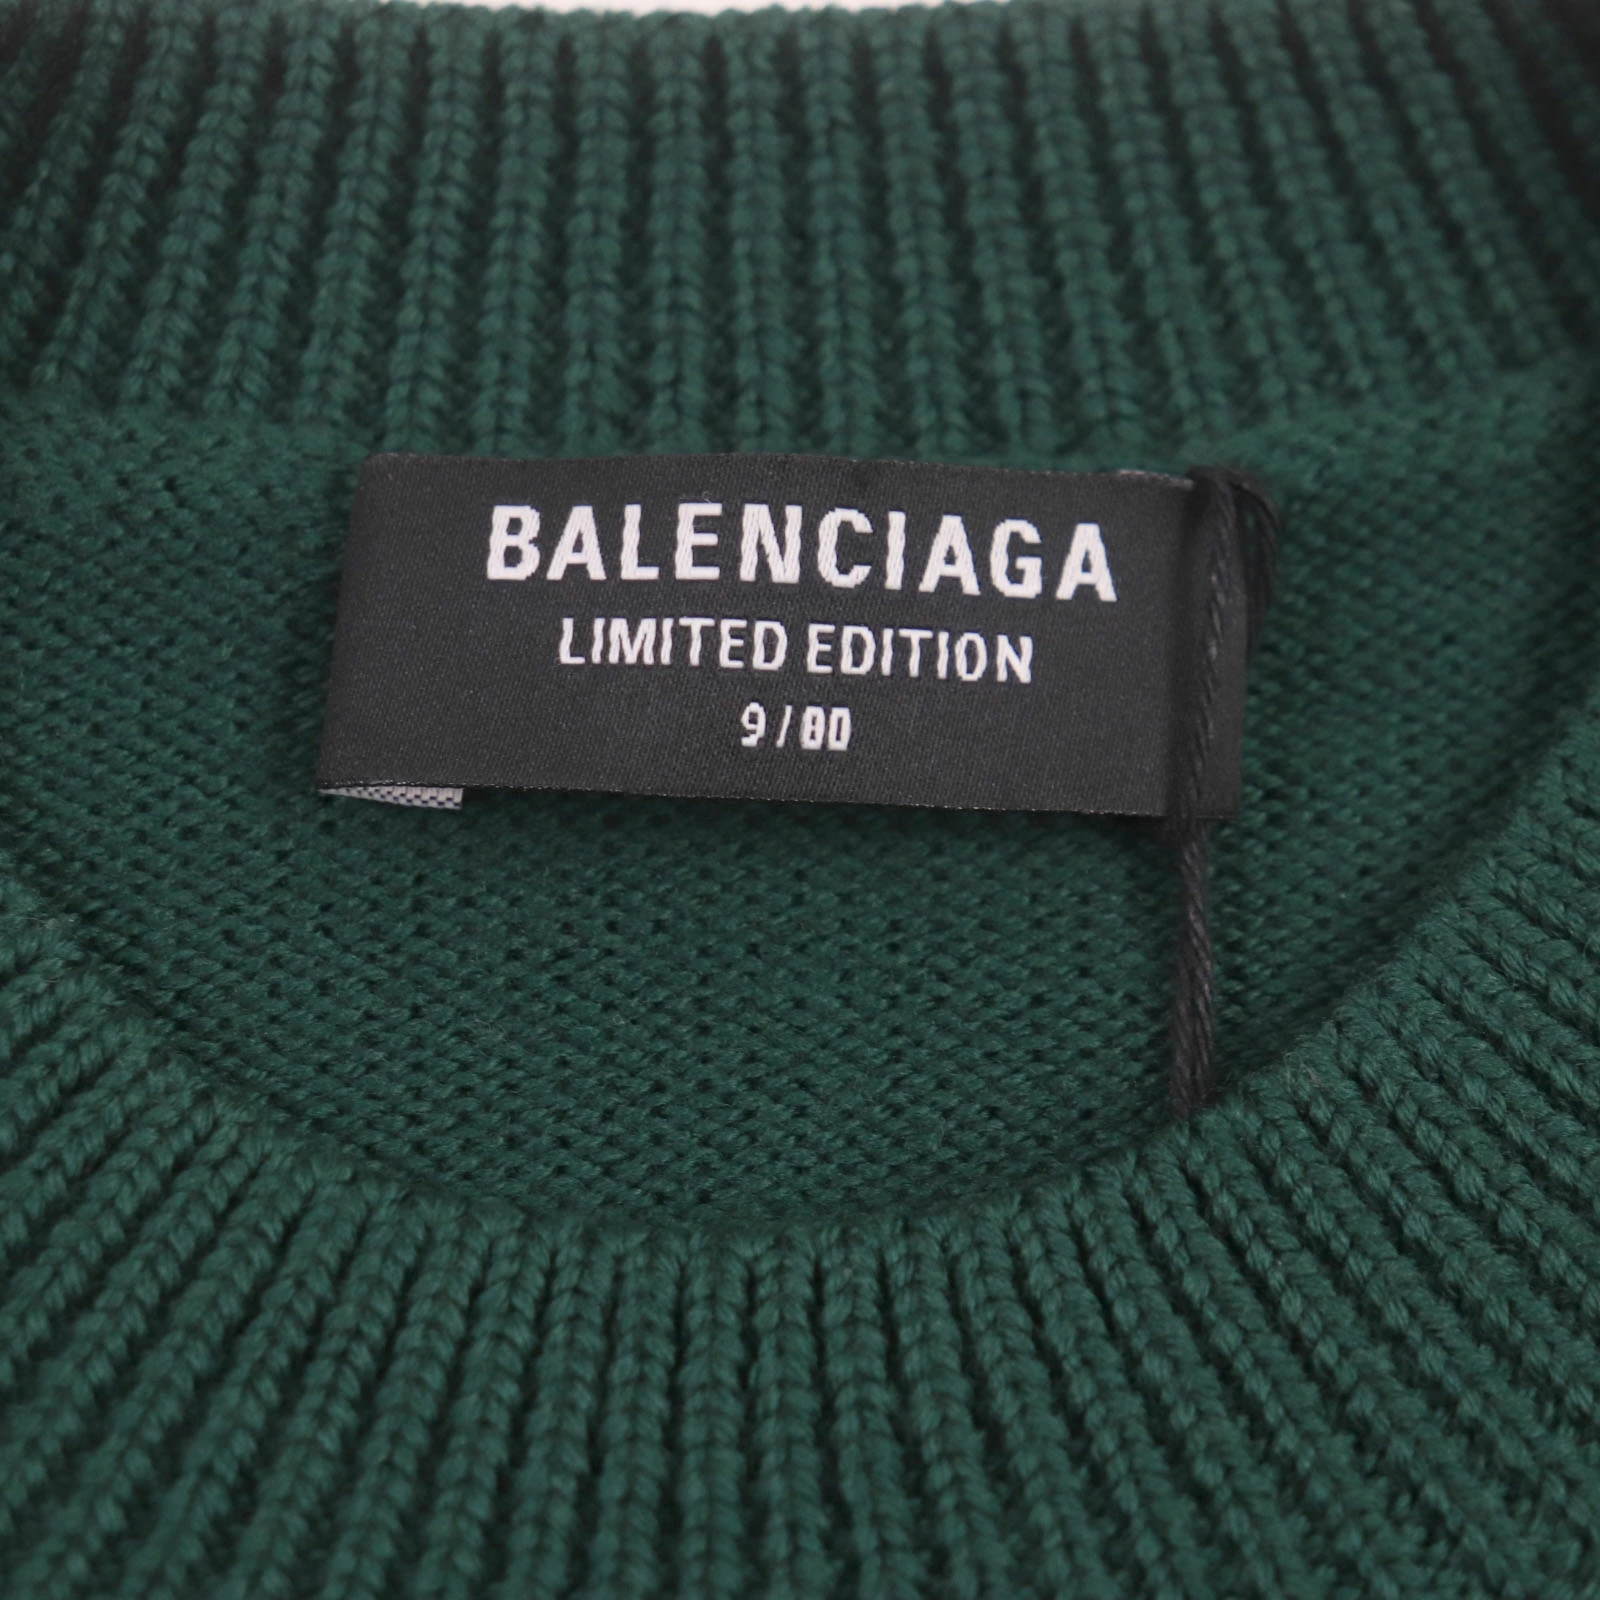 BALENCIAGA
LIMITED EDITION
9/80